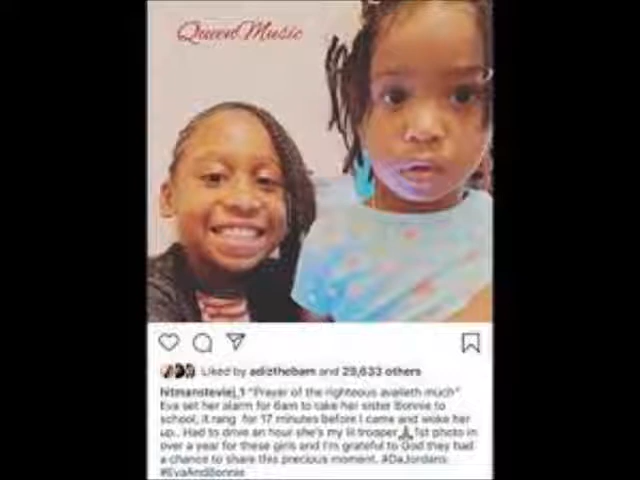 QueenMusic
Liked by adizthebam and 29,633 others
hitmansteviej_1 "Prayer of the righteous availeth much"
Eva set her alarm for 6am to take her sister Bonnie to
school, it rang for 17 minutes before I came and woke her
up.. Had to drive an hour she's my lil trooper🙏🏽 1st photo in
over a year for these girls and I'm grateful to God they had
a chance to share this precious moment. #DaJordans
#EvaAndBonnie